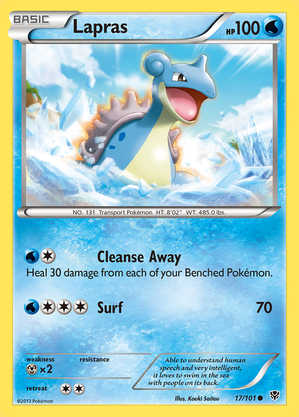 BASIC
Lapras
HP100
NO. 131 Transport Pokémon. HT. 8'02" WT. 485.0 lbs.
Cleanse Away
Heal 30 damage from each of your Benched Pokémon.
Surf 70
weakness resistance
×2
retreat
Able to understand human
speech and very intelligent,
it loves to swim in the sea
with people on its back.
©2013 Pokémon Illus. Kouki Saitou 17/101